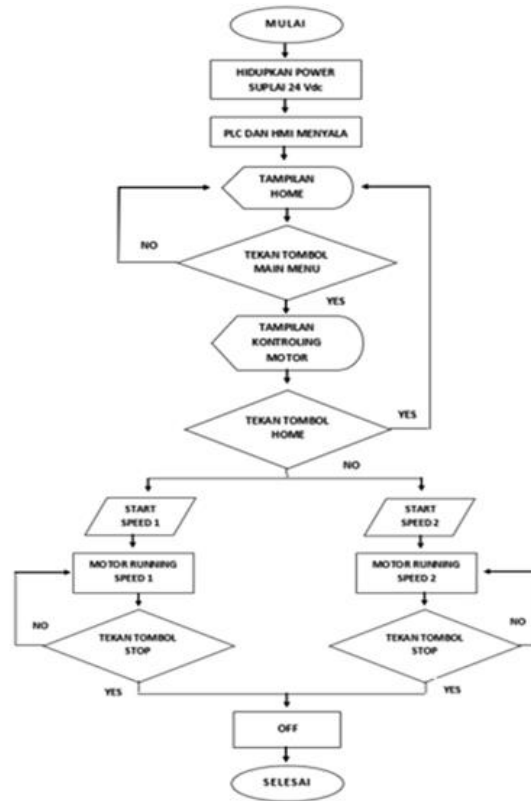 MULAI
HIDUPKAN POWER
SUPLAI 24 Vdc
PLC DAN HMI MENYALA
TAMPILAN
HOME
NO
TEKAN TOMBOL
MAIN MENU
YES
TAMPILAN
KONTROLING
MOTOR
TEKAN TOMBOL
HOME
YES
NO
START
SPEED 1
START
SPEED 2
MOTOR RUNNING
SPEED 1
MOTOR RUNNING
SPEED 2
NO
TEKAN TOMBOL
STOP
YES
TEKAN TOMBOL
STOP
NO
YES
OFF
SELESAI